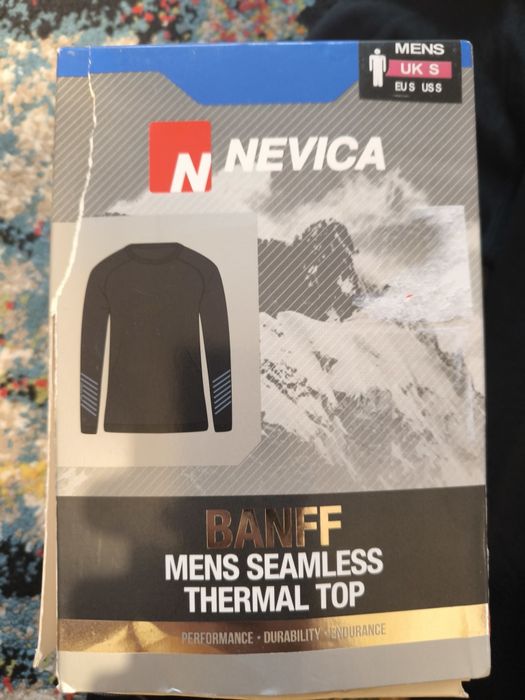 MENS
UK S
EU S US S
N NEVICA
BANFF
MENS SEAMLESS
THERMAL TOP
PERFORMANCE • DURABILITY • ENDURANCE